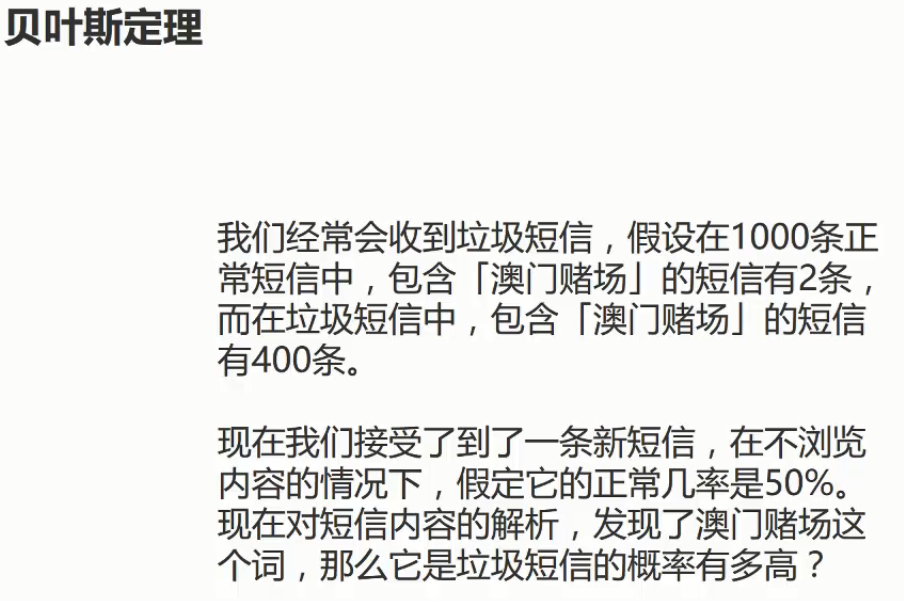 贝叶斯定理
我们经常会收到垃圾短信，假设在1000条正
常短信中，包含「澳门赌场」的短信有2条，
而在垃圾短信中，包含「澳门赌场」的短信
有400条。
现在我们接受了到了一条新短信，在不浏览
内容的情况下，假定它的正常几率是50%。
现在对短信内容的解析，发现了澳门赌场这
个词，那么它是垃圾短信的概率有多高？